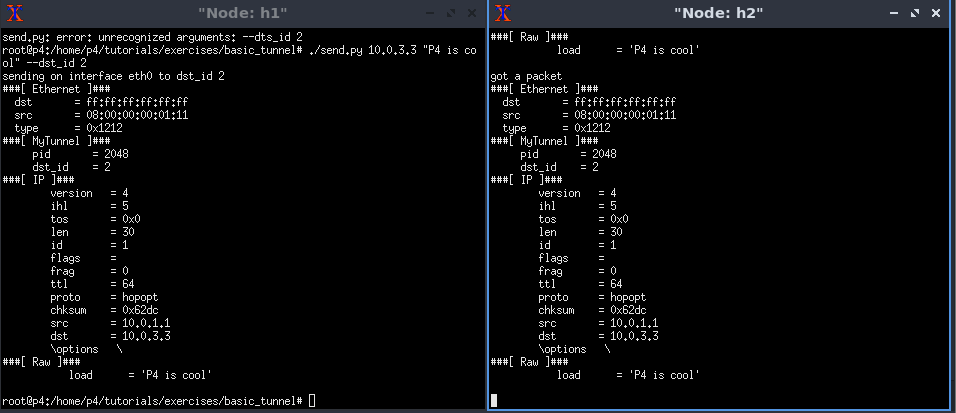 "Node: h1"
send.py: error: unrecognized arguments: --dts_id 2
root@p4:/home/p4/tutorials/exercises/basic_tunnel# ./send.py 10.0.3.3 "P4 is co
ol" --dst_id 2
sending on interface eth0 to dst_id 2
###[ Ethernet ]###
  dst       = ff:ff:ff:ff:ff:ff
  src       = 08:00:00:00:01:11
  type      = 0x1212
###[ MyTunnel ]###
     pid       = 2048
     dst_id    = 2
###[ IP ]###
        version   = 4
        ihl       = 5
        tos       = 0x0
        len       = 30
        id        = 1
        flags     =
        frag      = 0
        ttl       = 64
        proto     = hopopt
        chksum    = 0x62dc
        src       = 10.0.1.1
        dst       = 10.0.3.3
        \options   \
###[ Raw ]###
           load      = 'P4 is cool'
root@p4:/home/p4/tutorials/exercises/basic_tunnel#
"Node: h2"
###[ Raw ]###
           load      = 'P4 is cool'
got a packet
###[ Ethernet ]###
  dst       = ff:ff:ff:ff:ff:ff
  src       = 08:00:00:00:01:11
  type      = 0x1212
###[ MyTunnel ]###
     pid       = 2048
     dst_id    = 2
###[ IP ]###
        version   = 4
        ihl       = 5
        tos       = 0x0
        len       = 30
        id        = 1
        flags     =
        frag      = 0
        ttl       = 64
        proto     = hopopt
        chksum    = 0x62dc
        src       = 10.0.1.1
        dst       = 10.0.3.3
        \options   \
###[ Raw ]###
           load      = 'P4 is cool'